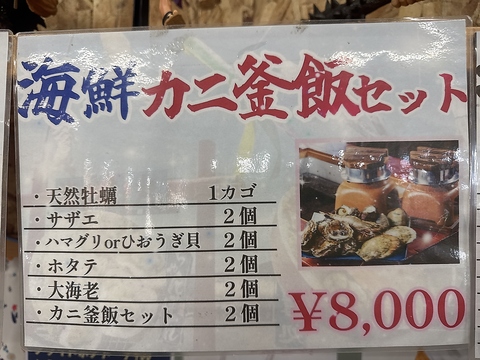 海鮮カニ釜飯セット
・天然牡蠣 1カゴ
・サザエ 2個
・ハマグリorひおうぎ貝 2個
・ホタテ 2個
・大海老 2個
・カニ釜飯セット 2個
¥8,000